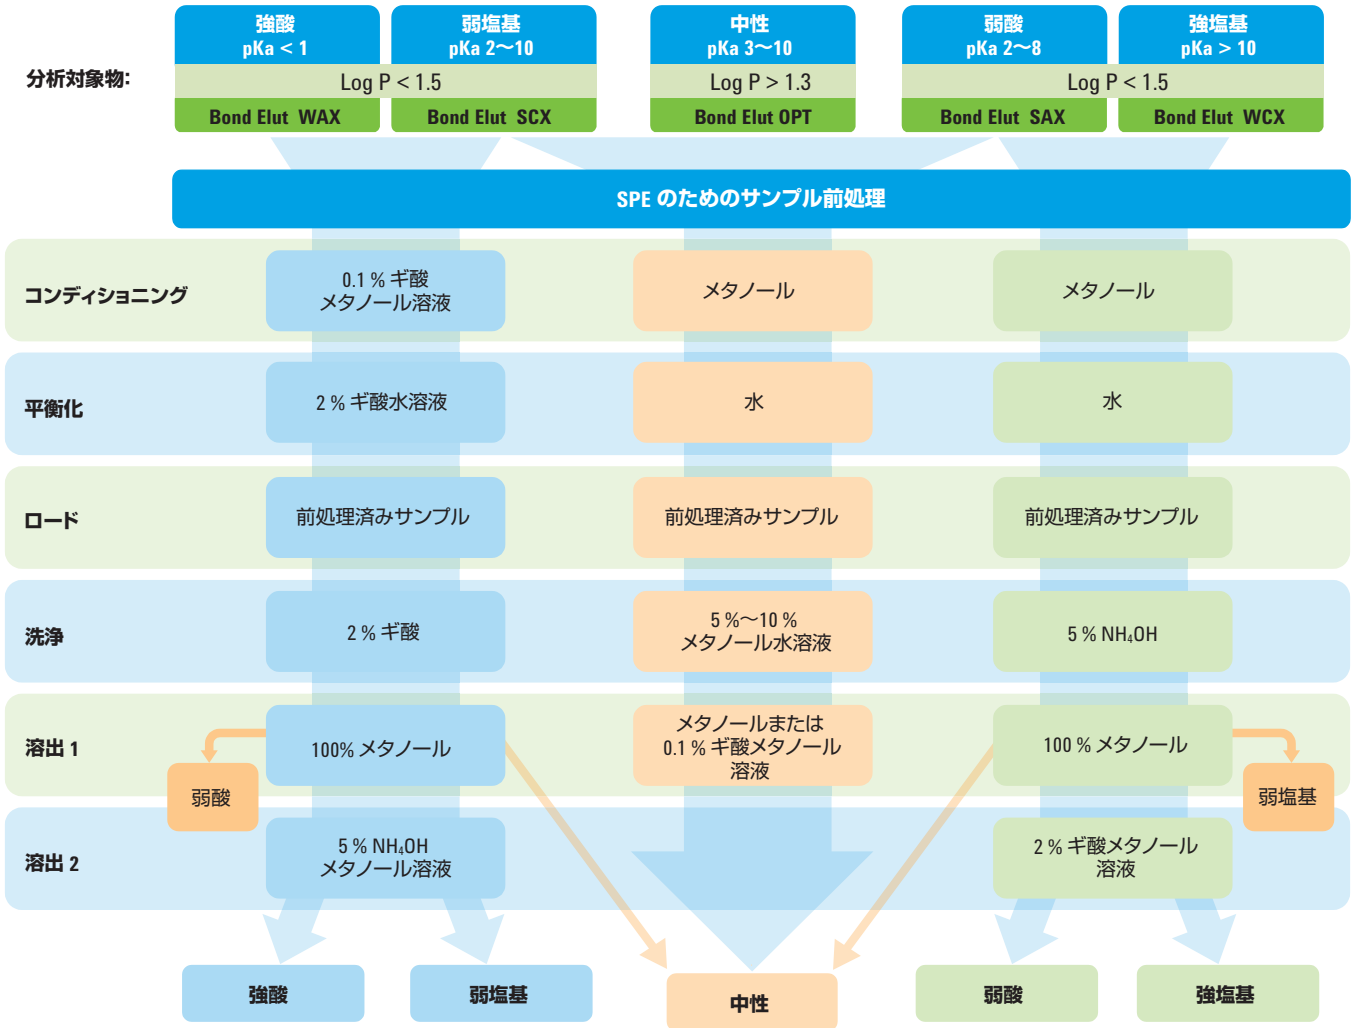 強酸
pKa < 1
弱塩基
pKa 2～10
中性
pKa 3～10
弱酸
pKa 2～8
強塩基
pKa > 10
分析対象物:
Log P < 1.5
Log P > 1.3
Log P < 1.5
Bond Elut WAX
Bond Elut SCX
Bond Elut OPT
Bond Elut SAX
Bond Elut WCX
SPE のためのサンプル前処理
コンディショニング
0.1 % ギ酸
メタノール溶液
メタノール
メタノール
平衡化
2 % ギ酸水溶液
水
水
ロード
前処理済みサンプル
前処理済みサンプル
前処理済みサンプル
洗浄
2 % ギ酸
5 %～10 %
メタノール水溶液
5 % NH₄OH
溶出 1
100% メタノール
メタノールまたは
0.1 % ギ酸メタノール
溶液
100 % メタノール
弱酸
弱塩基
溶出 2
5 % NH₄OH
メタノール溶液
2 % ギ酸メタノール
溶液
強酸
弱塩基
中性
弱酸
強塩基